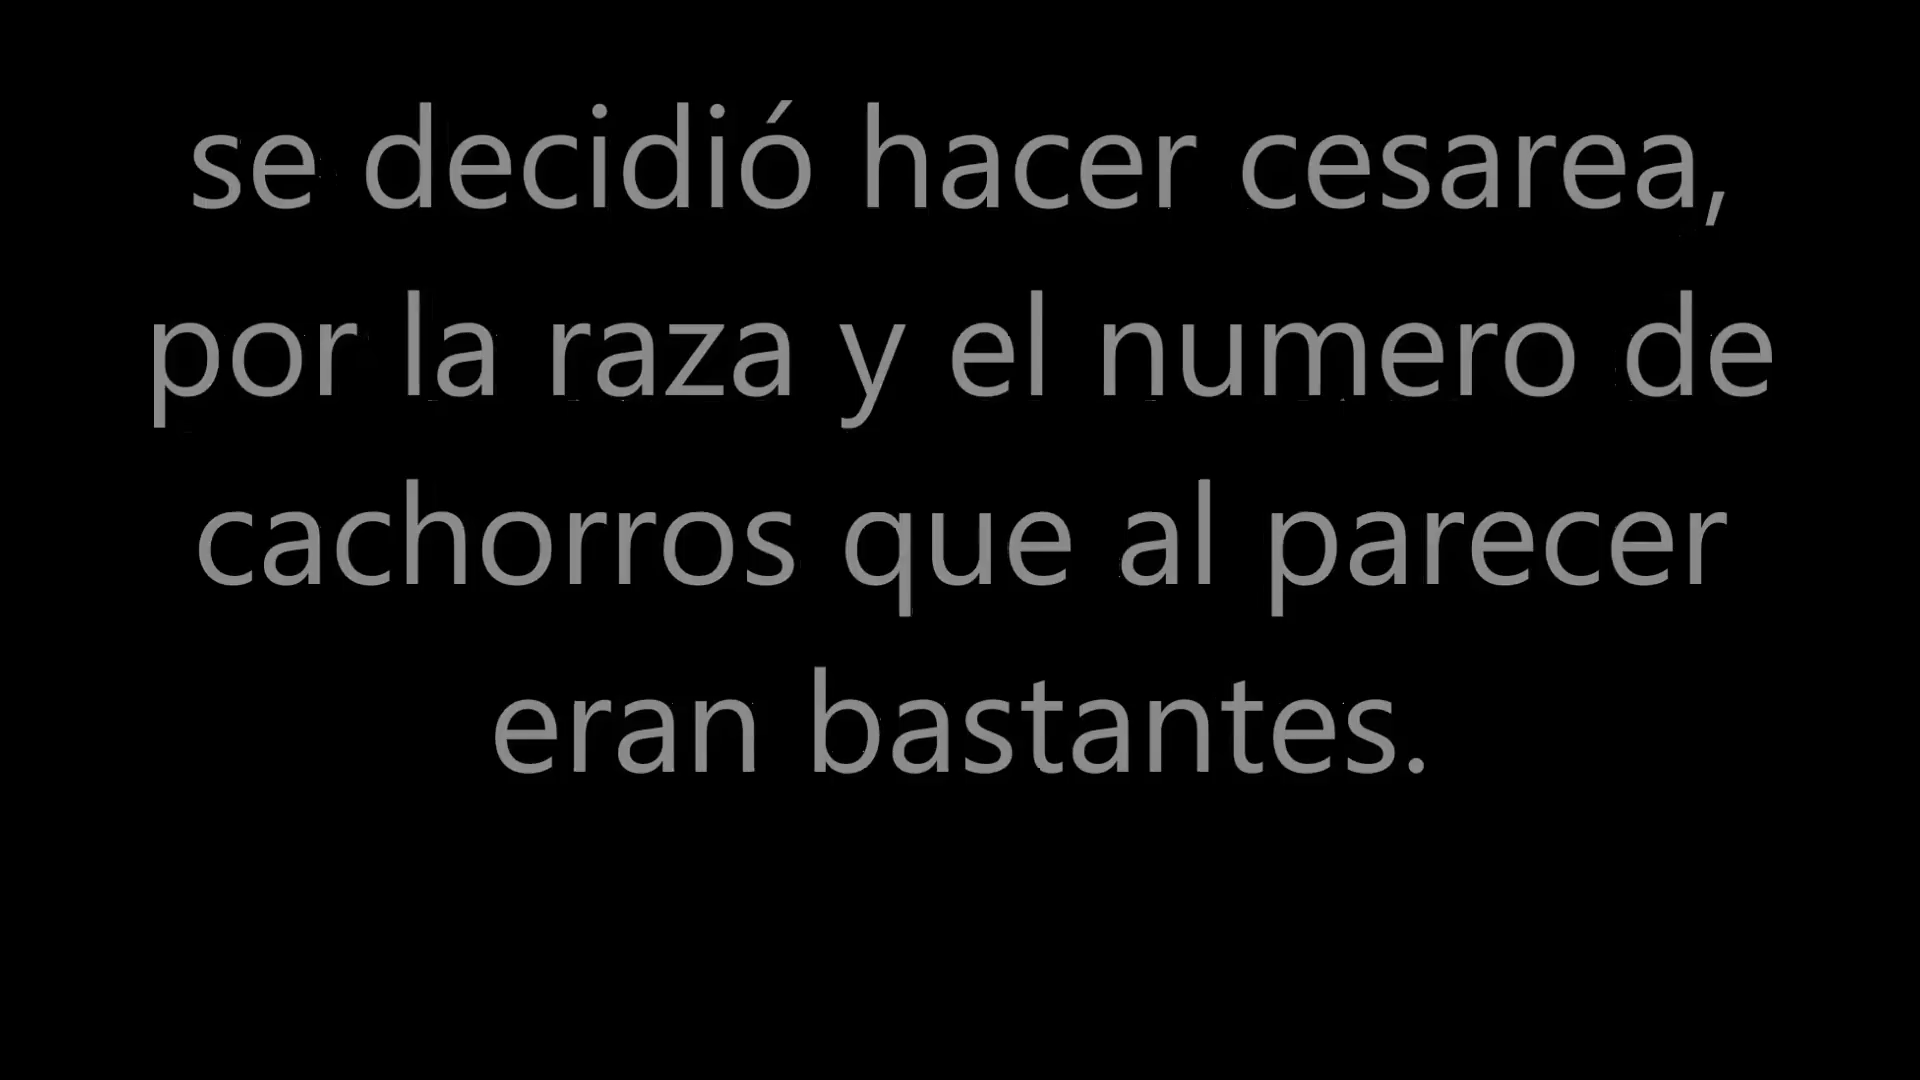 se decidió hacer cesarea,
por la raza y el numero de
cachorros que al parecer
eran bastantes.